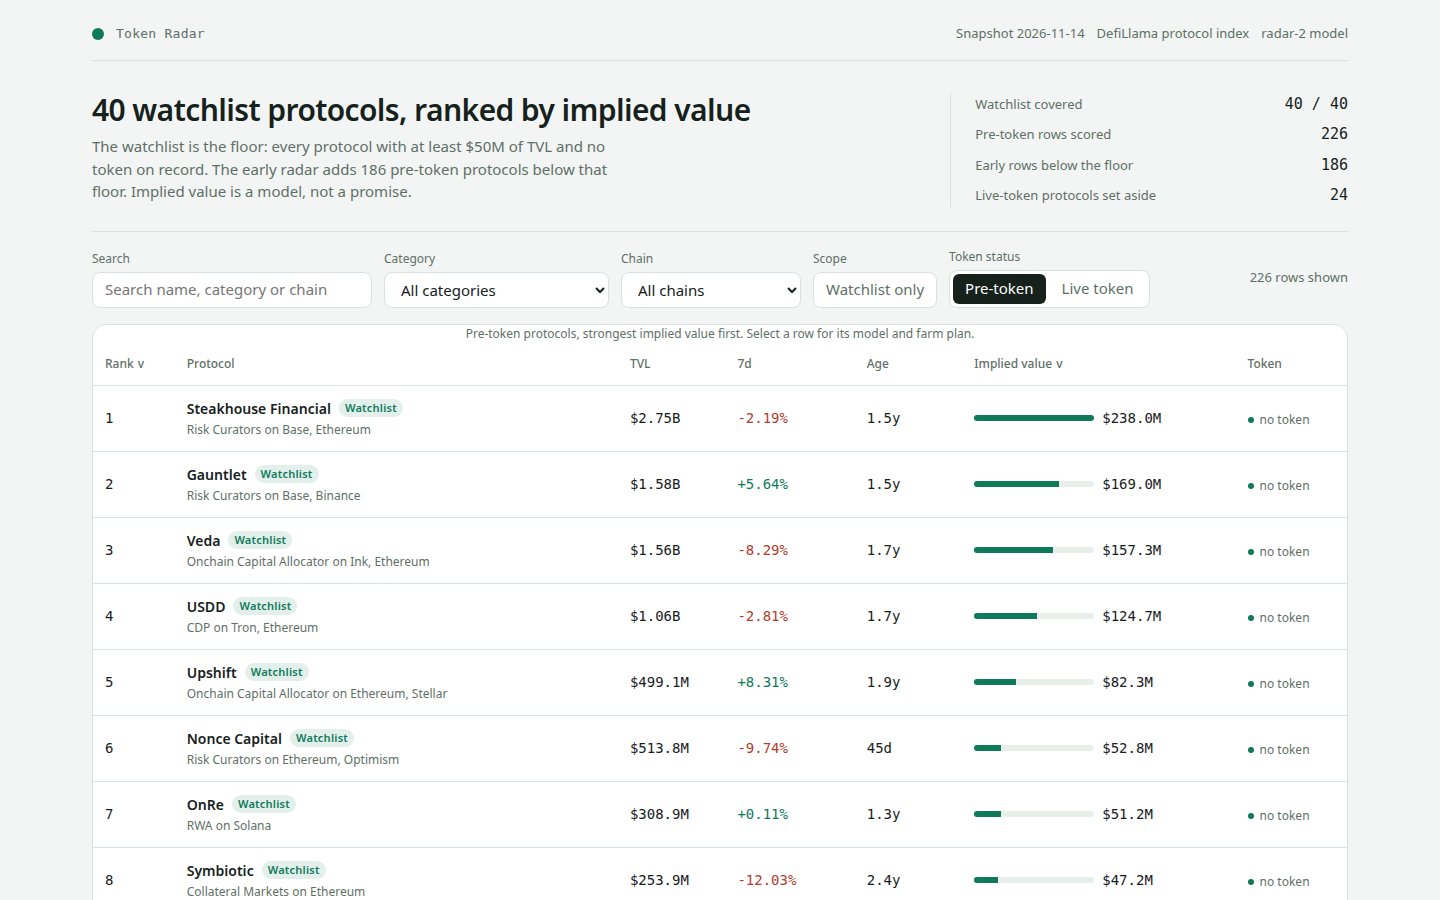 Token Radar
Snapshot 2026-11-14 DefiLlama protocol index radar-2 model
40 watchlist protocols, ranked by implied value
The watchlist is the floor: every protocol with at least $50M of TVL and no
token on record. The early radar adds 186 pre-token protocols below that
floor. Implied value is a model, not a promise.
Watchlist covered 40 / 40
Pre-token rows scored 226
Early rows below the floor 186
Live-token protocols set aside 24
Search Category Chain Scope Token status
Search name, category or chain All categories All chains Watchlist only Pre-token Live token 226 rows shown
Pre-token protocols, strongest implied value first. Select a row for its model and farm plan.
Rank v Protocol TVL 7d Age Implied value v Token
1 Steakhouse Financial Watchlist $2.75B -2.19% 1.5y $238.0M no token
Risk Curators on Base, Ethereum
2 Gauntlet Watchlist $1.58B +5.64% 1.5y $169.0M no token
Risk Curators on Base, Binance
3 Veda Watchlist $1.56B -8.29% 1.7y $157.3M no token
Onchain Capital Allocator on Ink, Ethereum
4 USDD Watchlist $1.06B -2.81% 1.7y $124.7M no token
CDP on Tron, Ethereum
5 Upshift Watchlist $499.1M +8.31% 1.9y $82.3M no token
Onchain Capital Allocator on Ethereum, Stellar
6 Nonce Capital Watchlist $513.8M -9.74% 45d $52.8M no token
Risk Curators on Ethereum, Optimism
7 OnRe Watchlist $308.9M +0.11% 1.3y $51.2M no token
RWA on Solana
8 Symbiotic Watchlist $253.9M -12.03% 2.4y $47.2M no token
Collateral Markets on Ethereum